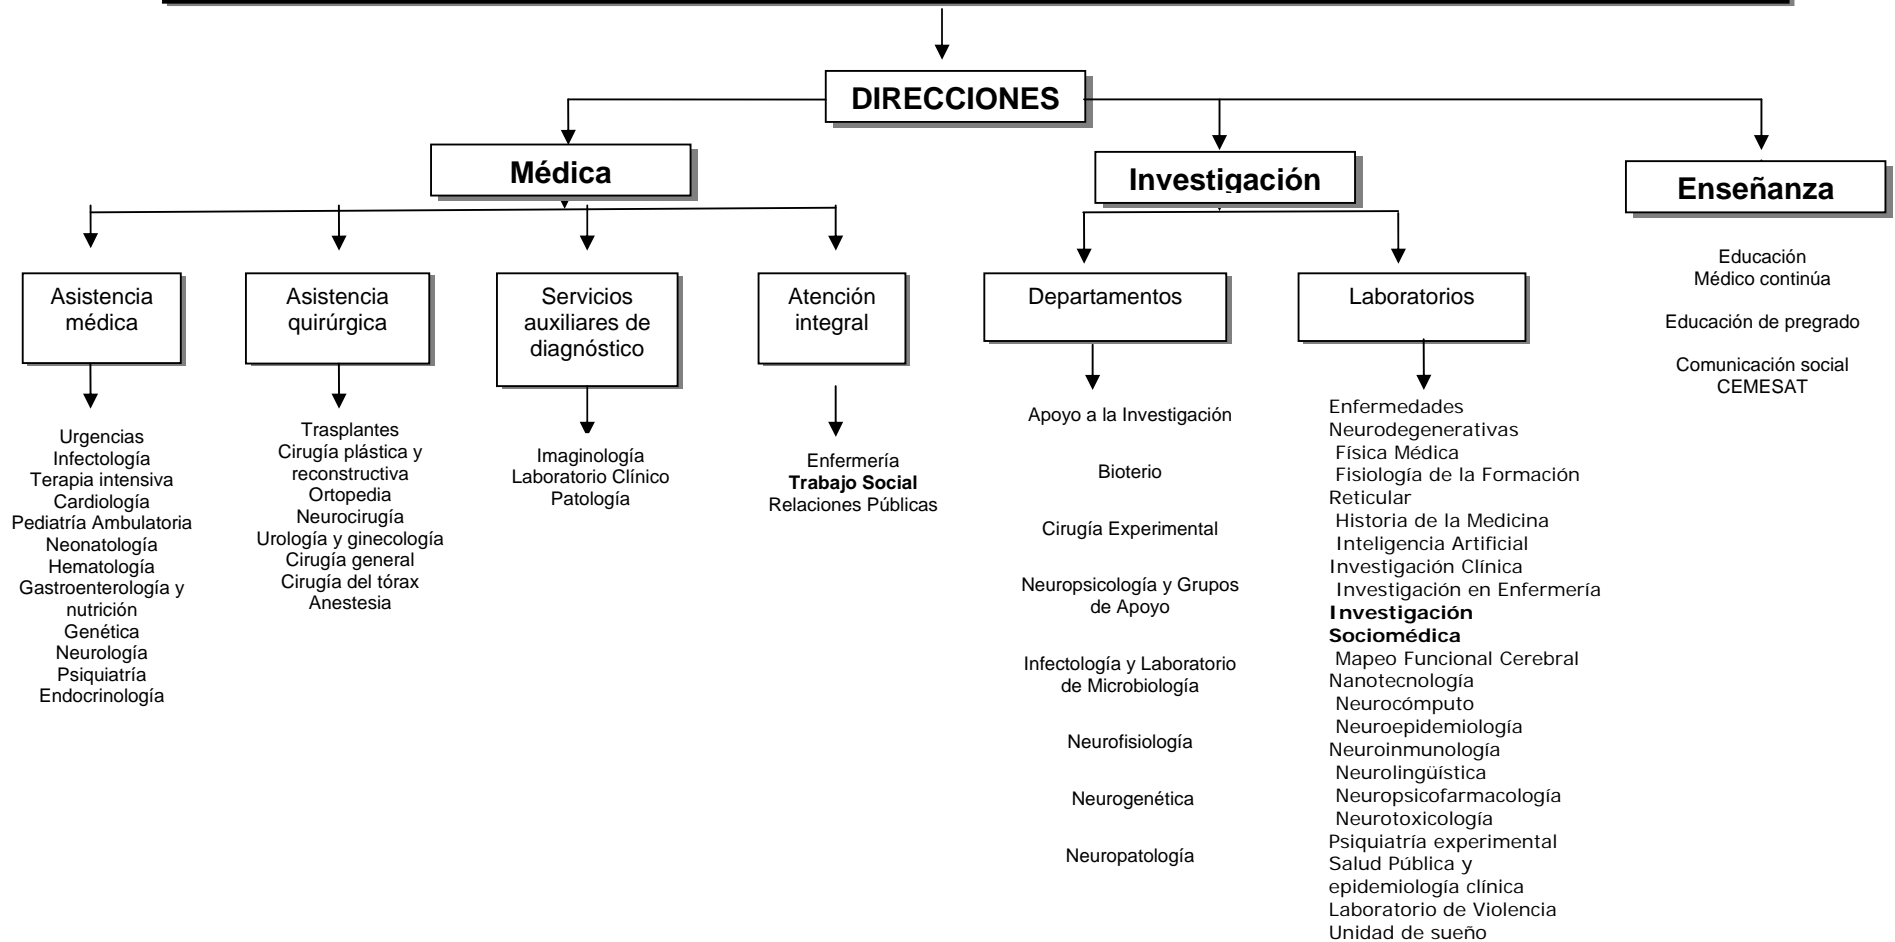 DIRECCIONES
Médica
Investigación
Enseñanza
Asistencia
médica
Asistencia
quirúrgica
Servicios
auxiliares de
diagnóstico
Atención
integral
Departamentos
Laboratorios
Urgencias
Infectología
Terapia intensiva
Cardiología
Pediatría Ambulatoria
Neonatología
Hematología
Gastroenterología y
nutrición
Genética
Neurología
Psiquiatría
Endocrinología
Trasplantes
Cirugía plástica y
reconstructiva
Ortopedia
Neurocirugía
Urología y ginecología
Cirugía general
Cirugía del tórax
Anestesia
Imaginología
Laboratorio Clínico
Patología
Enfermería
Trabajo Social
Relaciones Públicas
Apoyo a la Investigación
Bioterio
Cirugía Experimental
Neuropsicología y Grupos
de Apoyo
Infectología y Laboratorio
de Microbiología
Neurofisiología
Neurogenética
Neuropatología
Enfermedades
Neurodegenerativas
Física Médica
Fisiología de la Formación
Reticular
Historia de la Medicina
Inteligencia Artificial
Investigación Clínica
Investigación en Enfermería
Investigación
Sociomédica
Mapeo Funcional Cerebral
Nanotecnología
Neurocómputo
Neuroepidemiología
Neuroinmunología
Neurolingüística
Neuropsicofarmacología
Neurotoxicología
Psiquiatría experimental
Salud Pública y
epidemiología clínica
Laboratorio de Violencia
Unidad de sueño
Educación
Médico continúa
Educación de pregrado
Comunicación social
CEMESAT